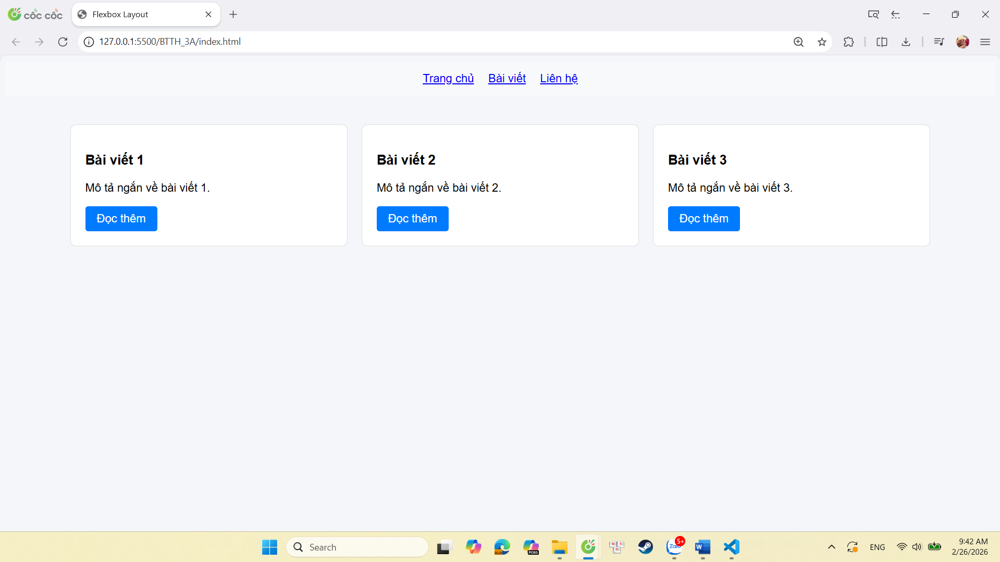 cốc cốc
Flexbox Layout
127.0.0.1:5500/BTTH_3A/index.html
Trang chủ Bài viết Liên hệ
Bài viết 1
Mô tả ngắn về bài viết 1.
Đọc thêm
Bài viết 2
Mô tả ngắn về bài viết 2.
Đọc thêm
Bài viết 3
Mô tả ngắn về bài viết 3.
Đọc thêm
Search
M365
u n i
Zalo
5+
W
ENG
9:42 AM
2/26/2026